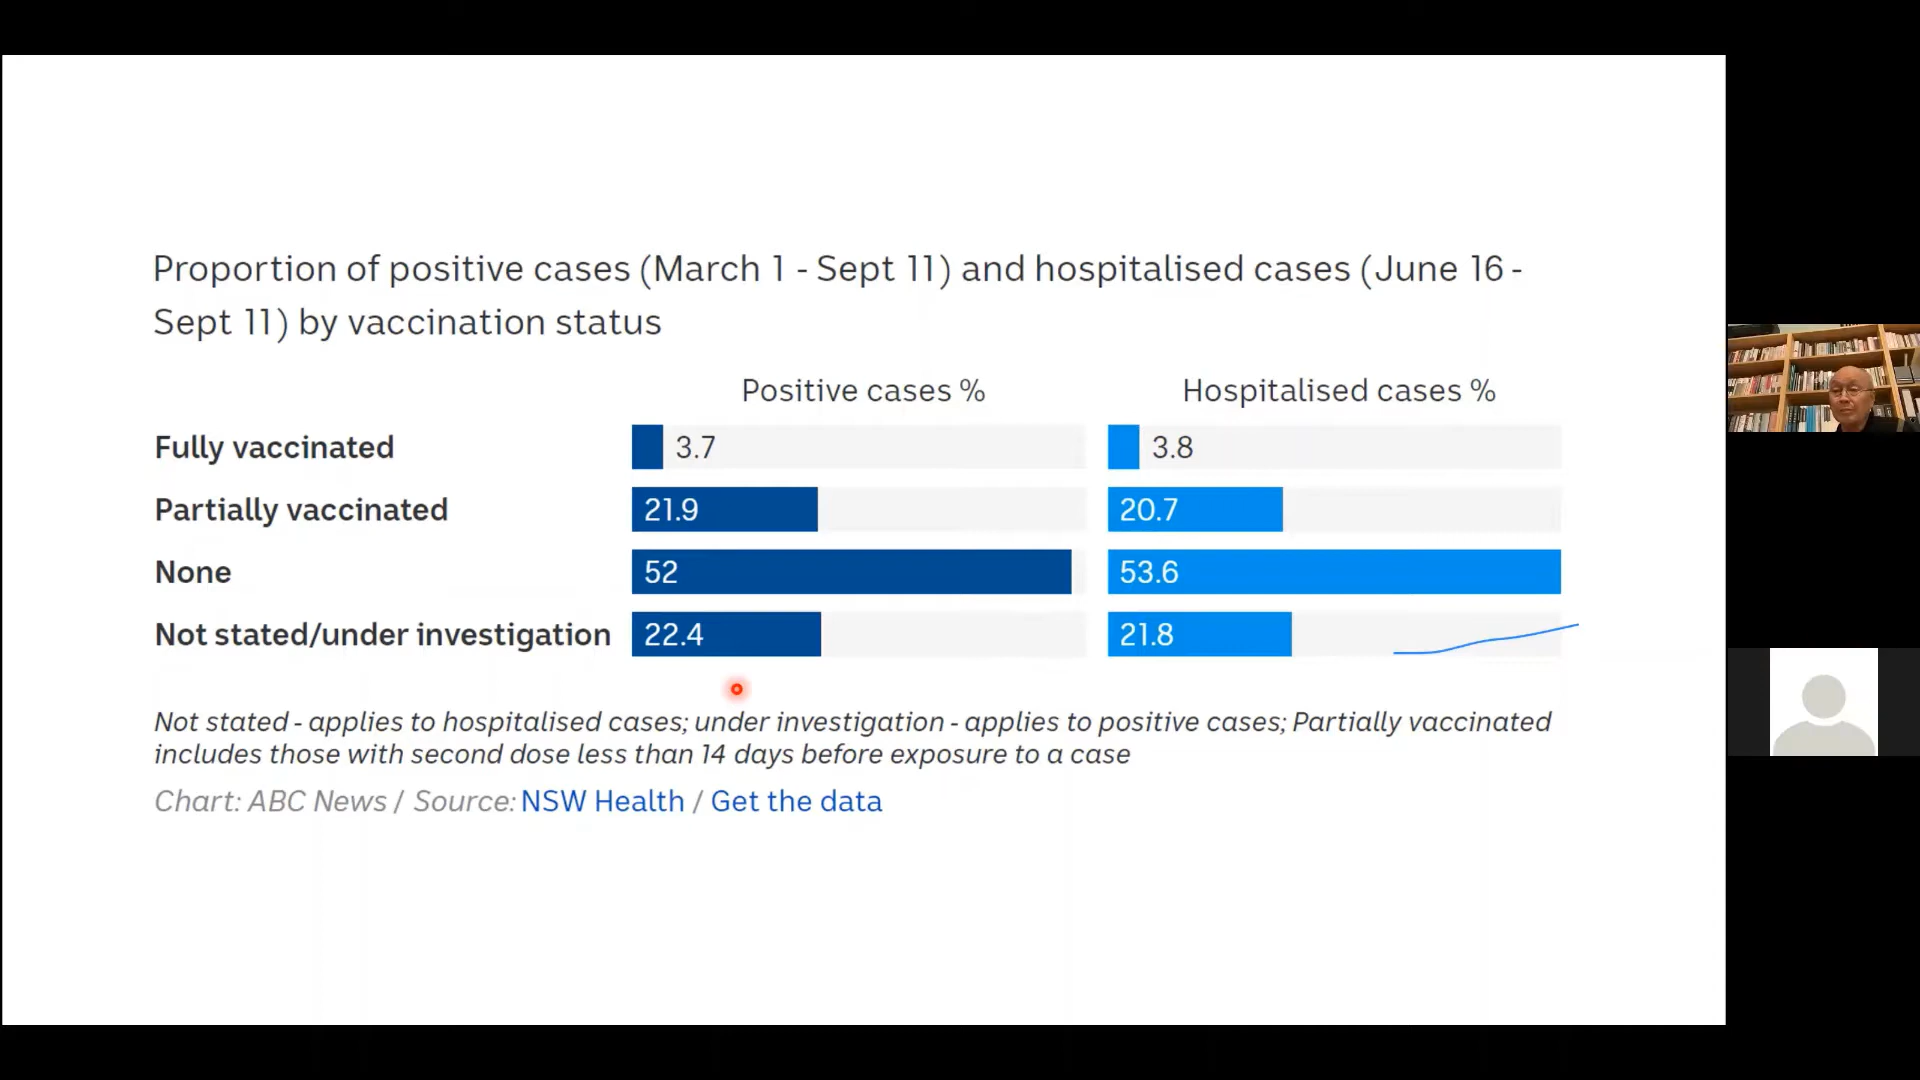 Proportion of positive cases (March 1 - Sept 11) and hospitalised cases (June 16 -
Sept 11) by vaccination status
Positive cases % Hospitalised cases %
Fully vaccinated 3.7 3.8
Partially vaccinated 21.9 20.7
None 52 53.6
Not stated/under investigation 22.4 21.8
Not stated - applies to hospitalised cases; under investigation - applies to positive cases; Partially vaccinated
includes those with second dose less than 14 days before exposure to a case
Chart: ABC News / Source: NSW Health / Get the data